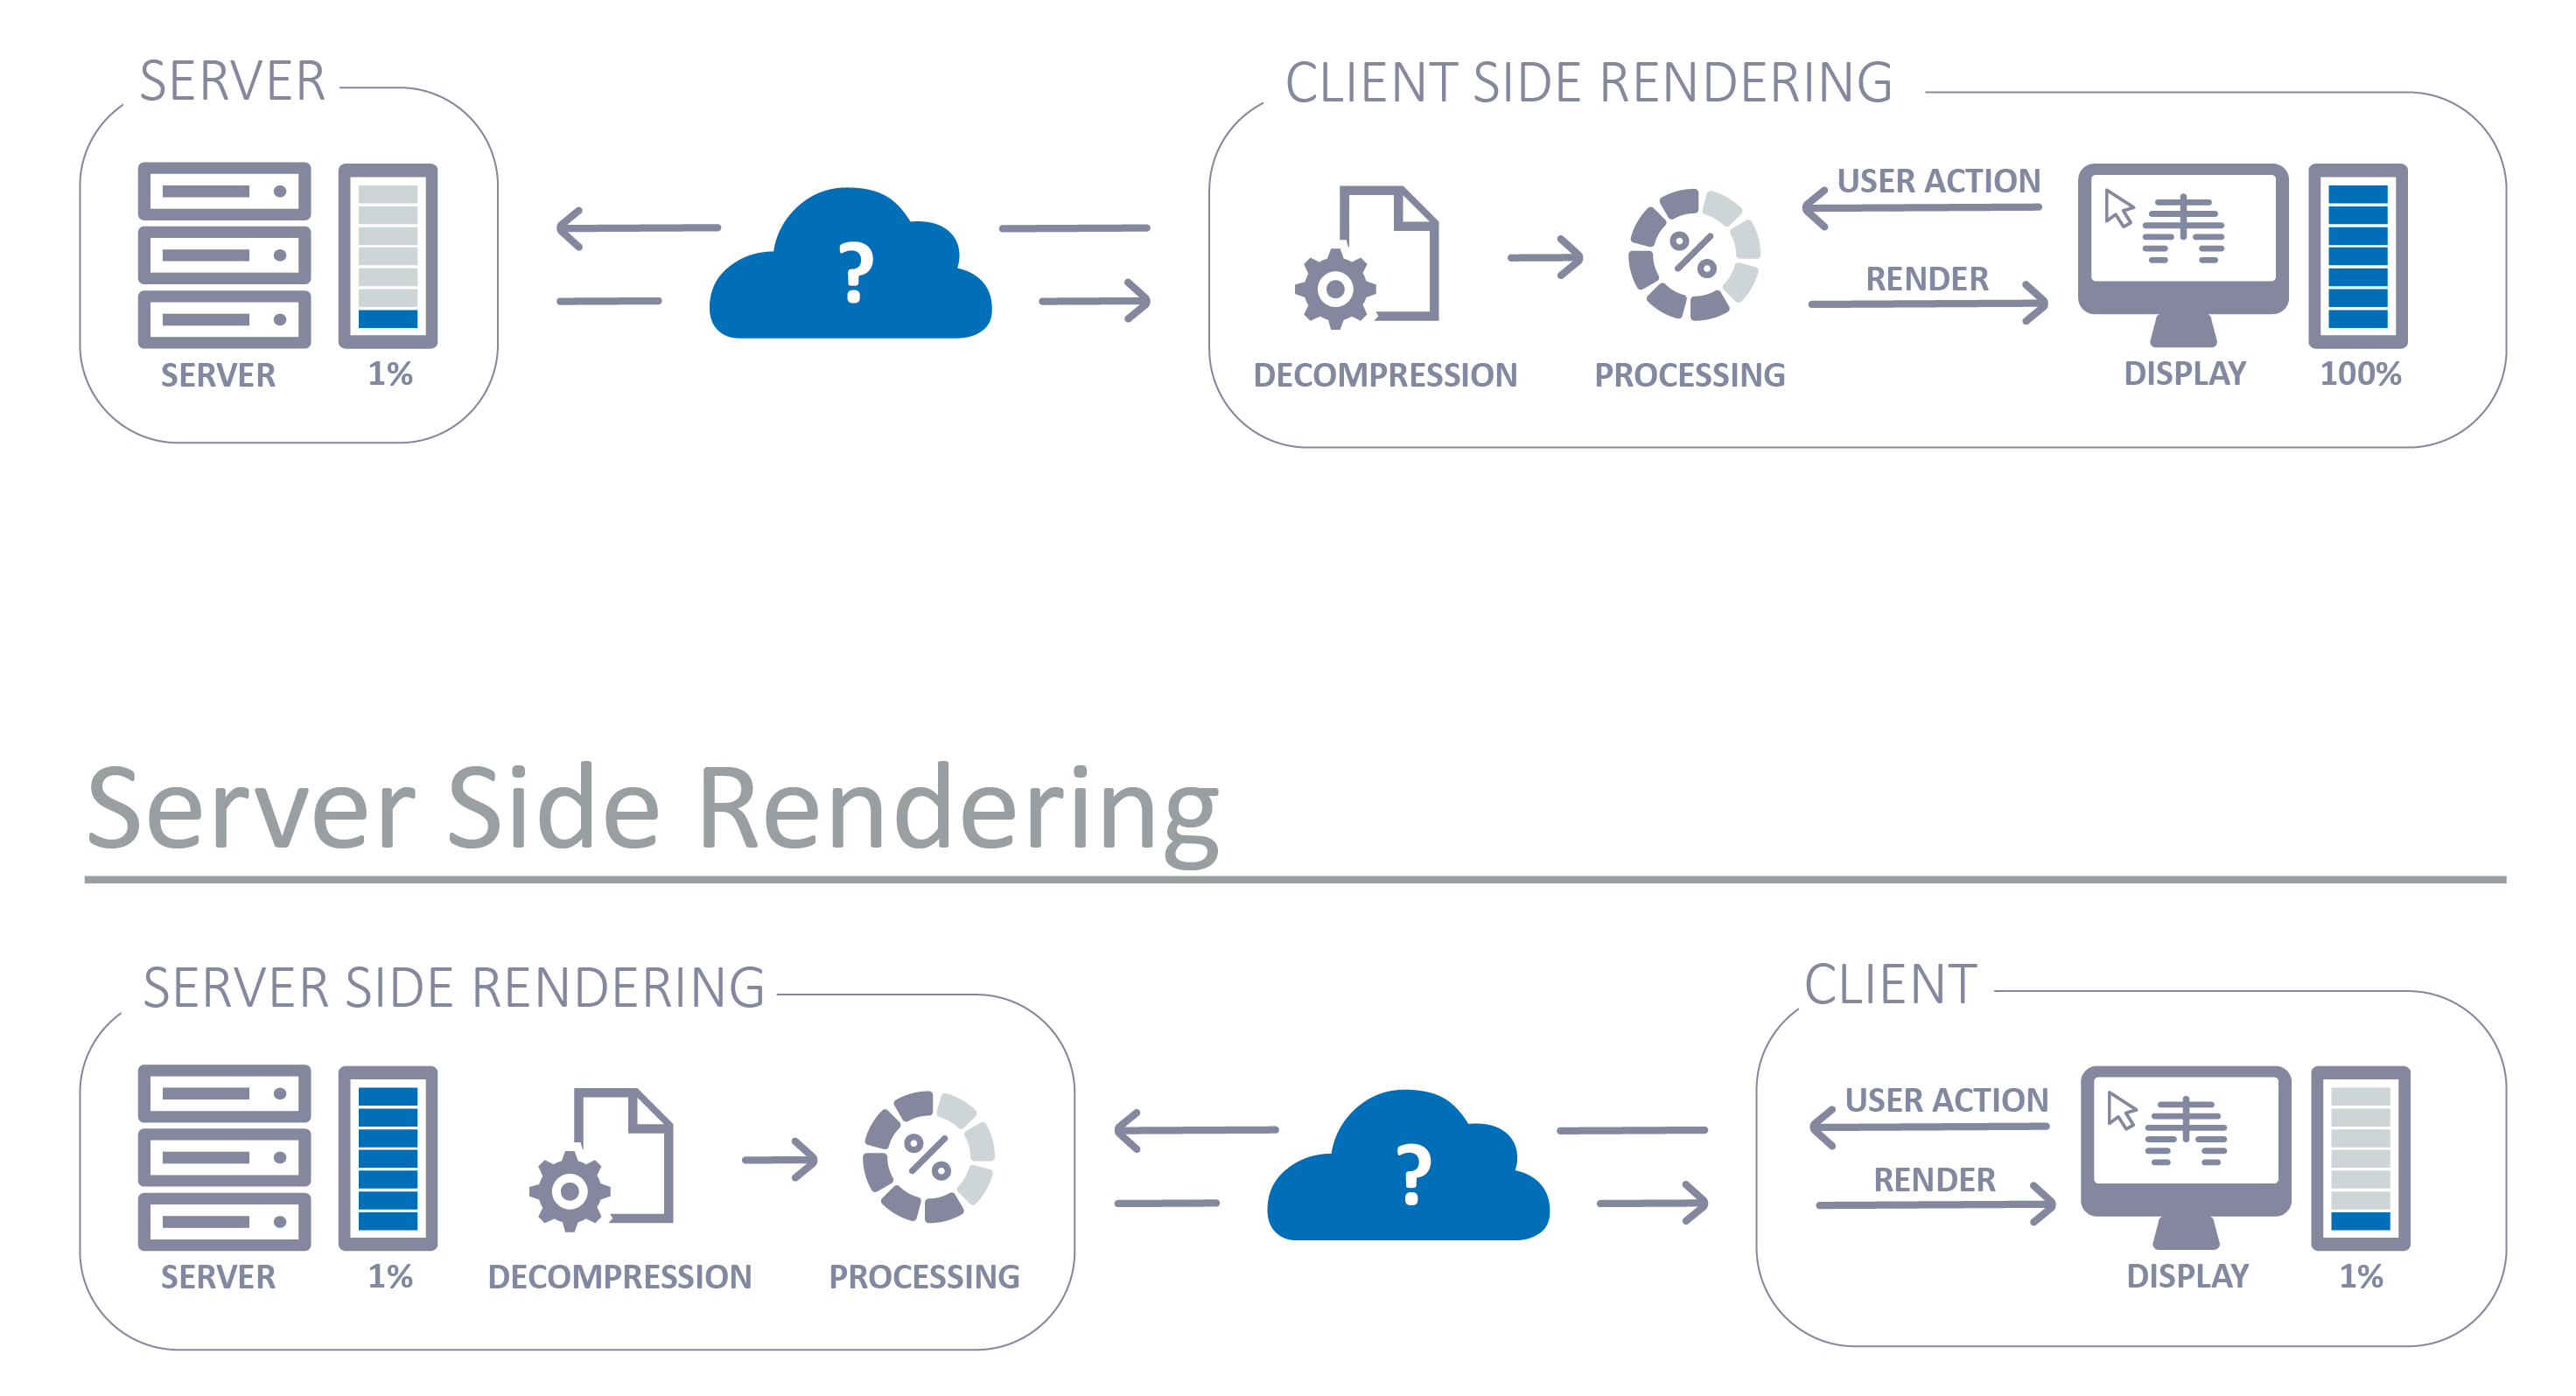 SERVER
CLIENT SIDE RENDERING
USER ACTION
RENDER
?
%
SERVER
1%
DECOMPRESSION
PROCESSING
DISPLAY
100%
Server Side Rendering
SERVER SIDE RENDERING
CLIENT
USER ACTION
RENDER
%
?
SERVER
1%
DECOMPRESSION
PROCESSING
DISPLAY
1%